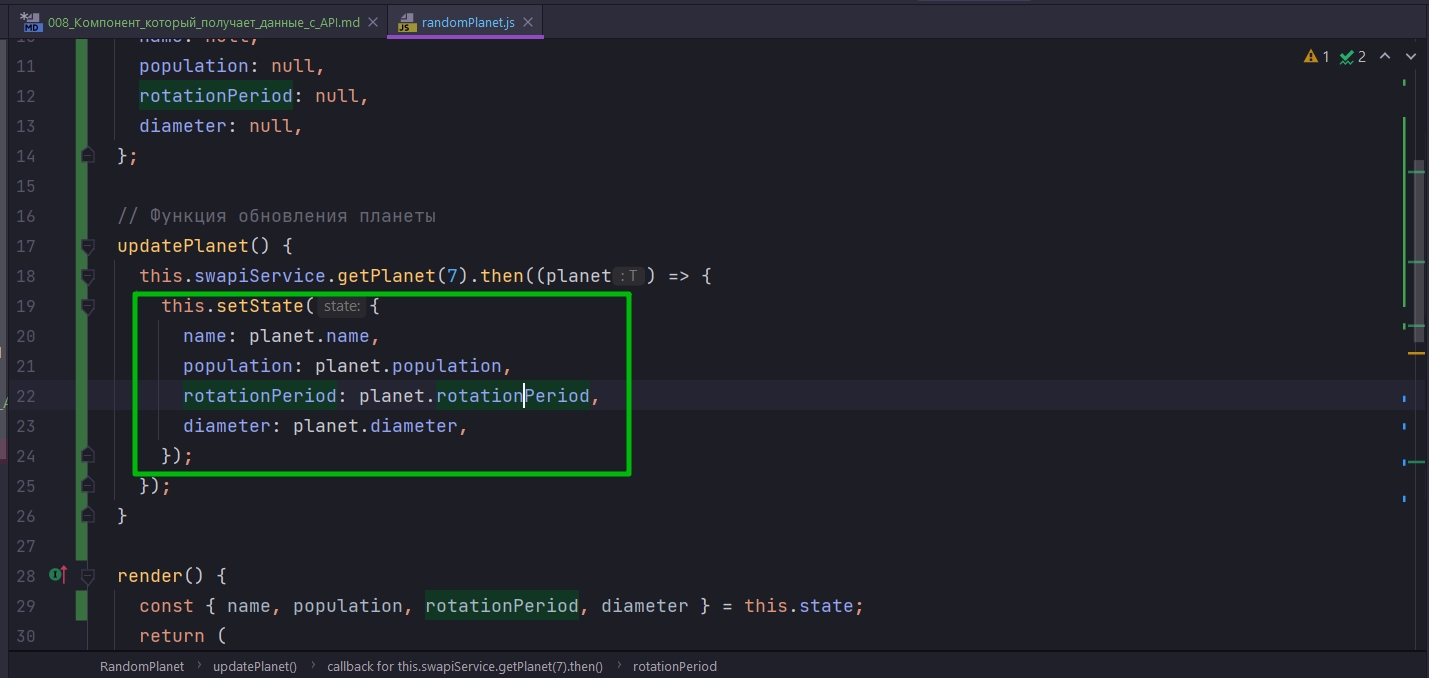 008_Компонент_который_получает_данные_с_API.md randomPlanet.js
11 population: null, 1 2
12 rotationPeriod: null,
13 diameter: null,
14 };
15
16 // Функция обновления планеты
17 updatePlanet() {
18 this.swapiService.getPlanet(7).then((planet : T ) => {
19 this.setState( state: {
20 name: planet.name,
21 population: planet.population,
22 rotationPeriod: planet.rotationPeriod,
23 diameter: planet.diameter,
24 });
25 });
26 }
27
28 render() {
29 const { name, population, rotationPeriod, diameter } = this.state;
30 return (
RandomPlanet › updatePlanet() › callback for this.swapiService.getPlanet(7).then() › rotationPeriod